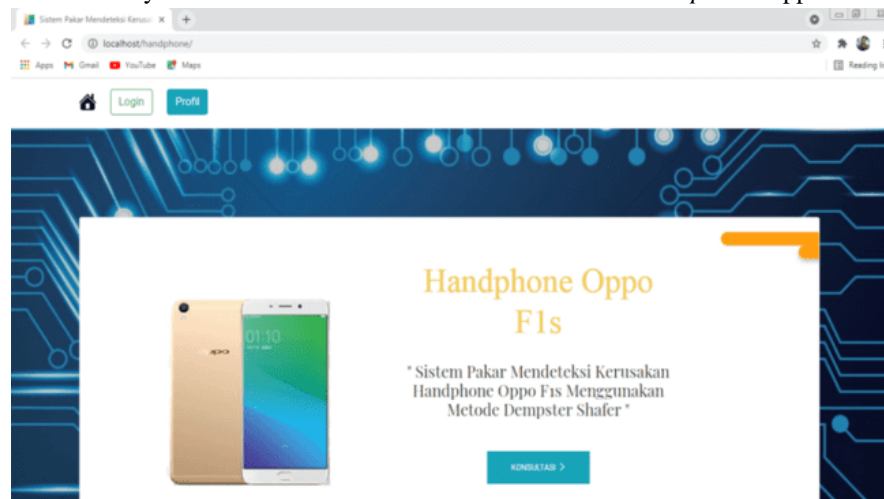 Sistem Pakar Mendeteksi Kerusa
localhost/handphone/
Apps Gmail YouTube Maps Reading li
Login Profil
Handphone Oppo
F1s
01:10
oppo
" Sistem Pakar Mendeteksi Kerusakan
Handphone Oppo F1s Menggunakan
Metode Dempster Shafer "
KONSULTASI >